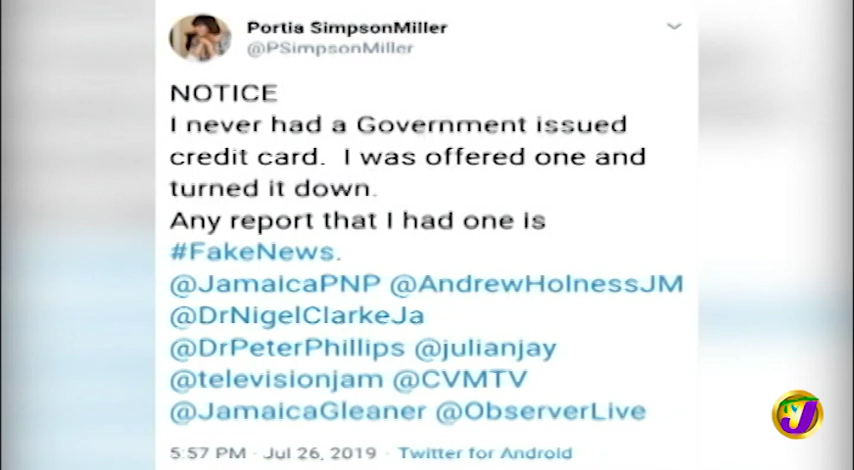 Portia SimpsonMiller
@PSimpsonMiller
NOTICE
I never had a Government issued
credit card. I was offered one and
turned it down.
Any report that I had one is
#FakeNews.
@JamaicaPNP @AndrewHolnessJM
@DrNigelClarkeJa
@DrPeterPhillips @julianjay
@televisionjam @CVMTV
@JamaicaGleaner @ObserverLive
5:57 PM · Jul 26, 2019 · Twitter for Android
TVJ